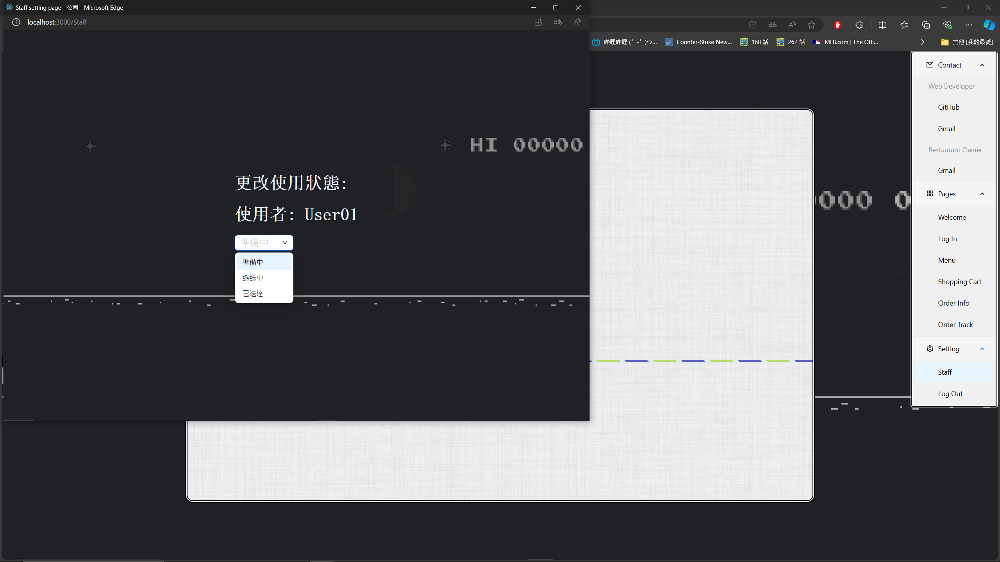 Staff setting page - 公司 - Microsoft Edge
localhost:3000/Staff
哔哩哔哩 (゜-゜)つ...
Counter-Strike New...
168 話
262 話
MLB.com | The Offi...
其他 [我的最愛]
HI 00000
更改使用狀態:
使用者: User01
準備中
準備中
遞送中
已送達
Contact
Web Developer
GitHub
Gmail
Restaurant Owner
Gmail
Pages
Welcome
Log In
Menu
Shopping Cart
Order Info
Order Track
Setting
Staff
Log Out